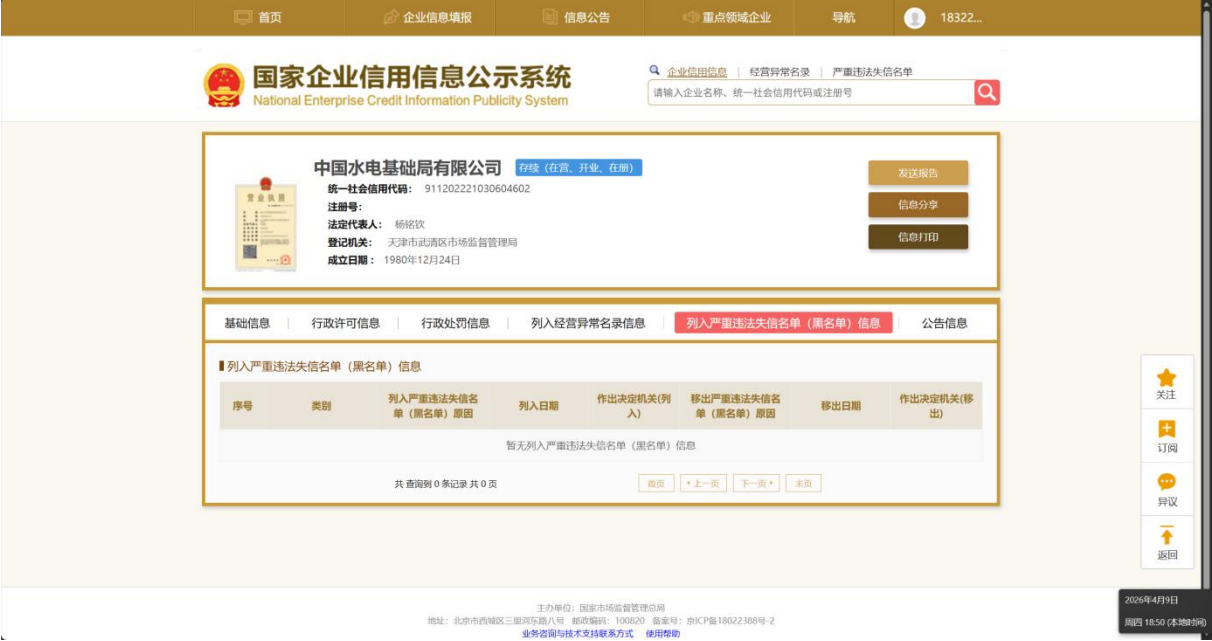 首页 企业信息填报 信息公告 重点领域企业 导航 18322...
国家企业信用信息公示系统
National Enterprise Credit Information Publicity System
企业信用信息 | 经营异常名录 | 严重违法失信名单
请输入企业名称、统一社会信用代码或注册号
中国水电基础局有限公司 存续（在营、开业、在册）
统一社会信用代码： 911202221030604602
注册号：
法定代表人： 杨铭钦
登记机关： 天津市武清区市场监督管理局
成立日期： 1980年12月24日
营业执照
发送报告
信息分享
信息打印
基础信息 | 行政许可信息 | 行政处罚信息 | 列入经营异常名录信息 | 列入严重违法失信名单（黑名单）信息 公告信息
列入严重违法失信名单（黑名单）信息
序号 类别 列入严重违法失信名单（黑名单）原因 列入日期 作出决定机关(列入) 移出严重违法失信名单（黑名单）原因 移出日期 作出决定机关(移出)
暂无列入严重违法失信名单（黑名单）信息
共 查询到 0 条记录 共 0 页 首页 上一页 下一页 末页
关注
订阅
异议
返回
主办单位：国家市场监督管理总局
地址：北京市西城区三里河东路八号 邮政编码：100820 备案号：京ICP备18022388号-2
业务咨询与技术支持联系方式 使用帮助
2026年4月9日
周四 18:50 (本地时间)